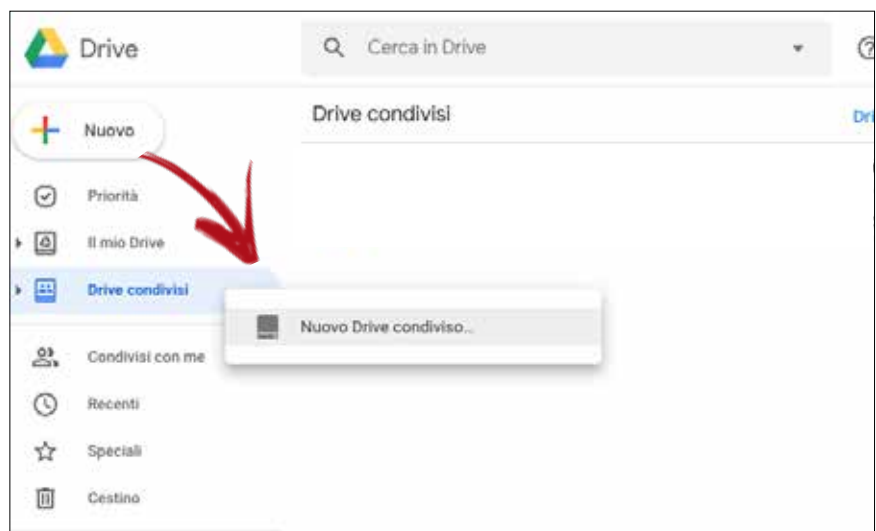 Drive
Cerca in Drive
Nuovo
Drive condivisi
Priorità
Il mio Drive
Drive condivisi
Nuovo Drive condiviso...
Condivisi con me
Recenti
Speciali
Cestino